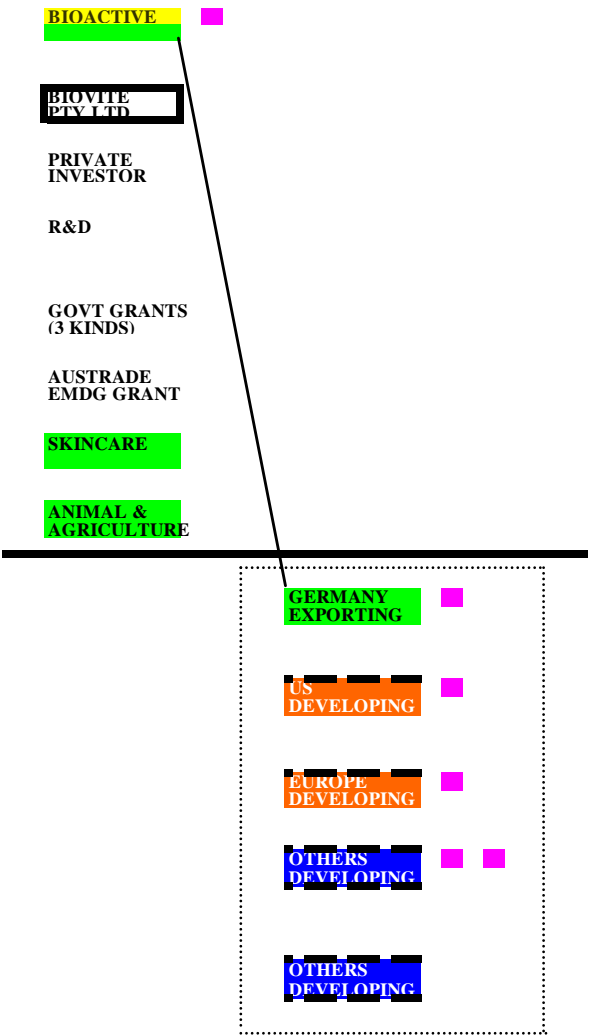 BIOACTIVE
BIOVITE
PTY LTD
PRIVATE
INVESTOR
R&D
GOVT GRANTS
(3 KINDS)
AUSTRADE
EMDG GRANT
SKINCARE
ANIMAL &
AGRICULTURE
GERMANY
EXPORTING
US
DEVELOPING
EUROPE
DEVELOPING
OTHERS
DEVELOPING
OTHERS
DEVELOPING